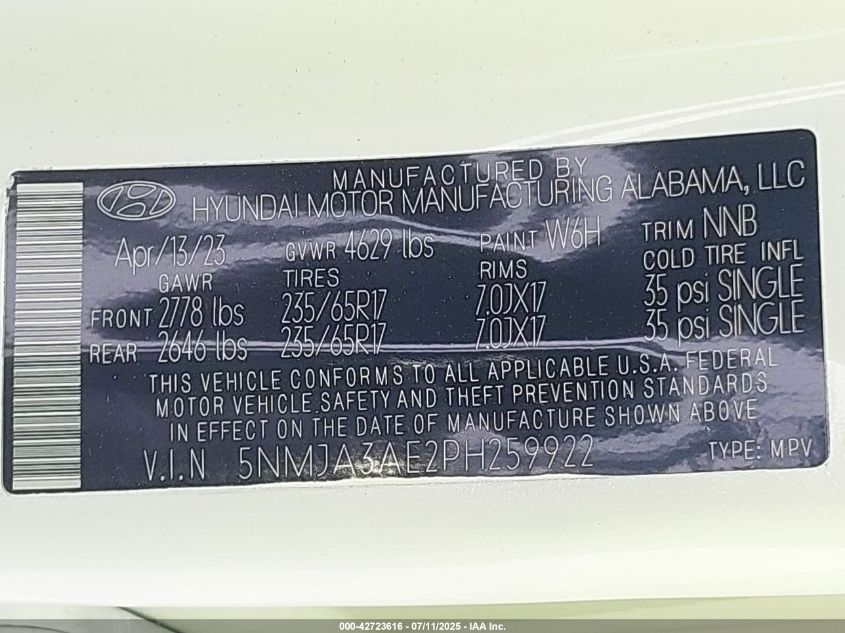 MANUFACTURED BY
HYUNDAI MOTOR MANUFACTURING ALABAMA, LLC
Apr/13/23 GVWR 4629 lbs PAINT W6H TRIM NNB
GAWR TIRES RIMS COLD TIRE INFL
FRONT 2778 lbs 235/65R17 7.0JX17 35 psi SINGLE
REAR 2646 lbs 235/65R17 7.0JX17 35 psi SINGLE
THIS VEHICLE CONFORMS TO ALL APPLICABLE U.S.A. FEDERAL
MOTOR VEHICLE SAFETY AND THEFT PREVENTION STANDARDS
IN EFFECT ON THE DATE OF MANUFACTURE SHOWN ABOVE
V.I.N 5NMJA3AE2PH259922 TYPE: MPV
000-42723616 - 07/11/2025 - IAA Inc.